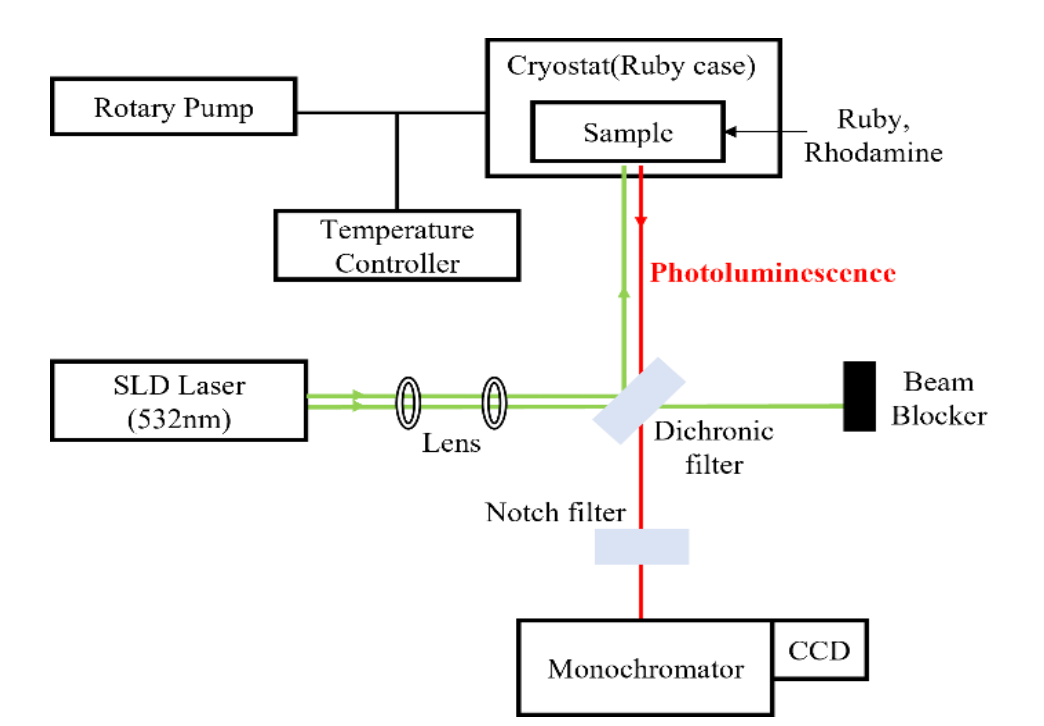 Cryostat(Ruby case)
Rotary Pump
Sample
Ruby,
Rhodamine
Temperature
Controller
Photoluminescence
SLD Laser
(532nm)
Lens
Dichronic
filter
Beam
Blocker
Notch filter
Monochromator
CCD